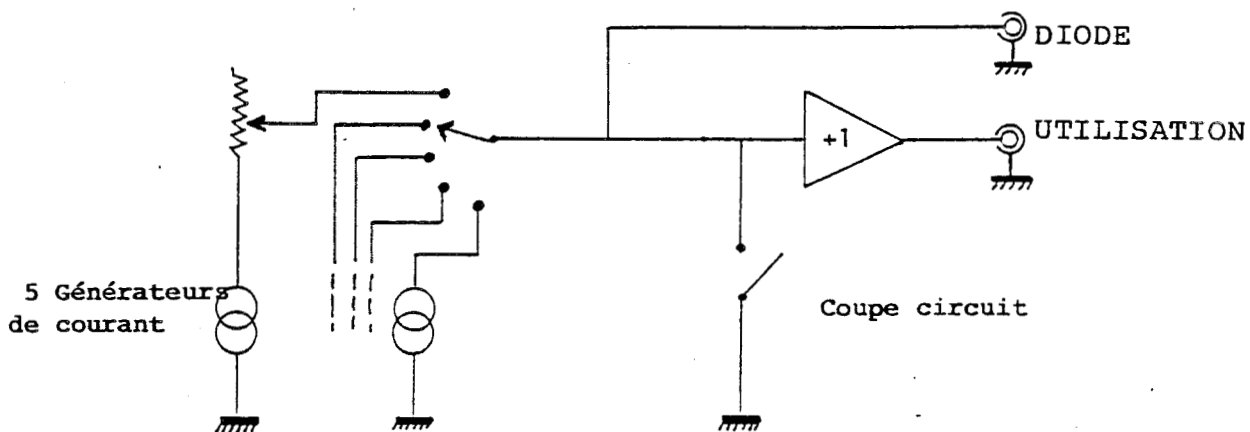 DIODE
+1
UTILISATION
5 Générateurs
de courant
Coupe circuit